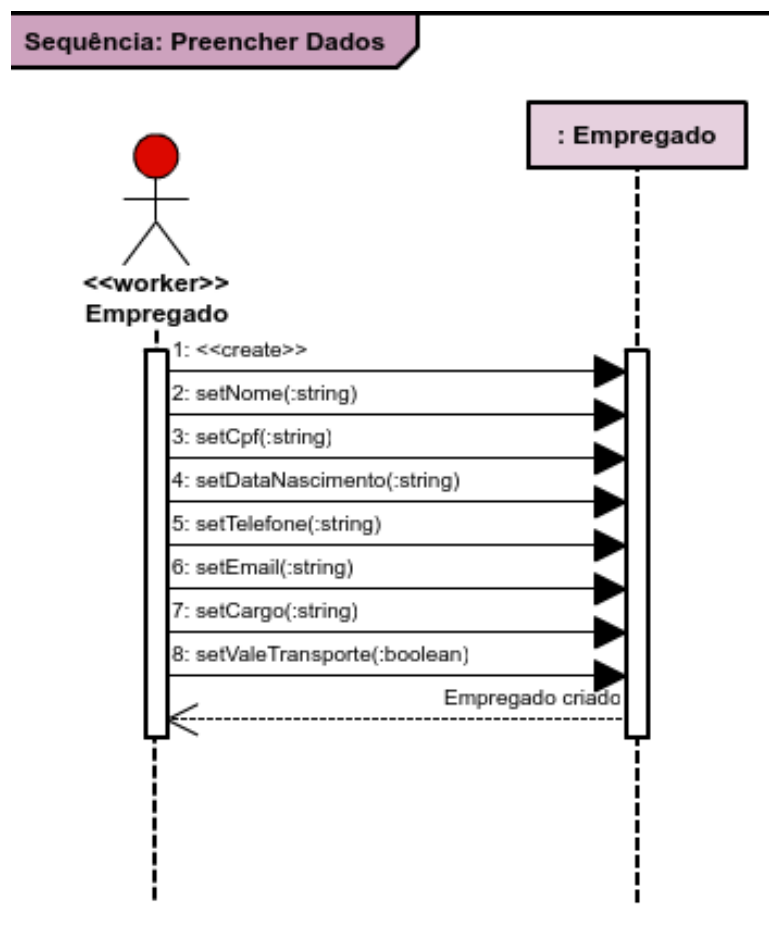 Sequência: Preencher Dados
: Empregado
<<worker>>
Empregado
1: <<create>>
2: setNome(:string)
3: setCpf(:string)
4: setDataNascimento(:string)
5: setTelefone(:string)
6: setEmail(:string)
7: setCargo(:string)
8: setValeTransporte(:boolean)
Empregado criado